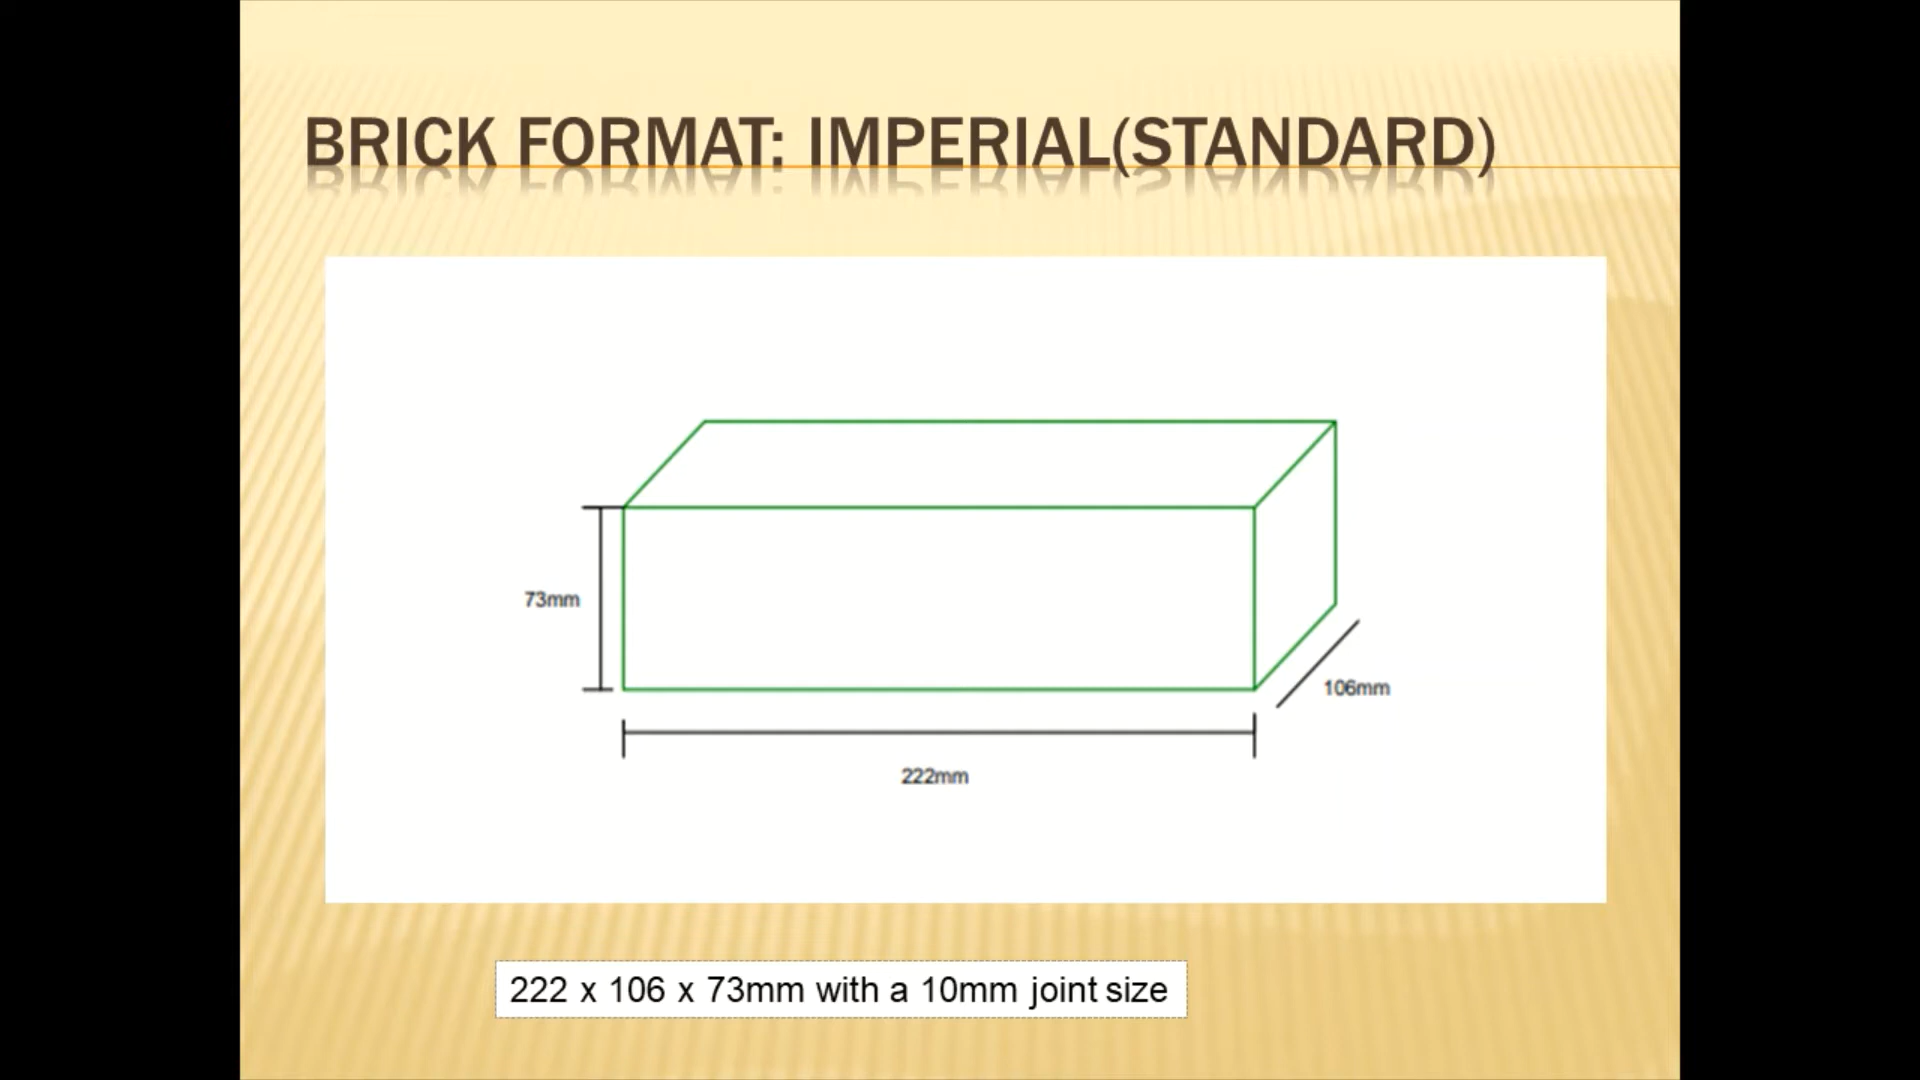 BRICK FORMAT: IMPERIAL(STANDARD)
73mm
106mm
222mm
222 x 106 x 73mm with a 10mm joint size